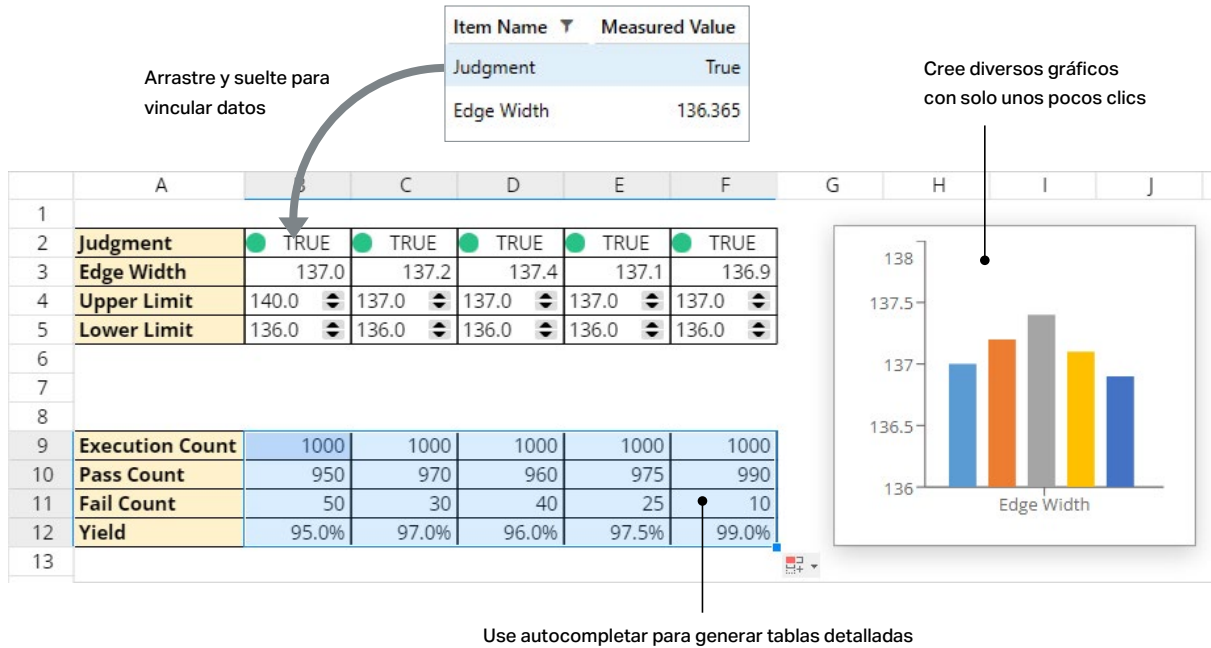 Item Name Measured Value
Judgment True
Edge Width 136.365
Arrastre y suelte para
vincular datos
Cree diversos gráficos
con solo unos pocos clics
A B C D E F G H I J
1
2 Judgment TRUE TRUE TRUE TRUE TRUE
3 Edge Width 137.0 137.2 137.4 137.1 136.9
4 Upper Limit 140.0 137.0 137.0 137.0 137.0
5 Lower Limit 136.0 136.0 136.0 136.0 136.0
6
7
8
9 Execution Count 1000 1000 1000 1000 1000
10 Pass Count 950 970 960 975 990
11 Fail Count 50 30 40 25 10
12 Yield 95.0% 97.0% 96.0% 97.5% 99.0%
13
138
137.5
137
136.5
136
Edge Width
Use autocompletar para generar tablas detalladas